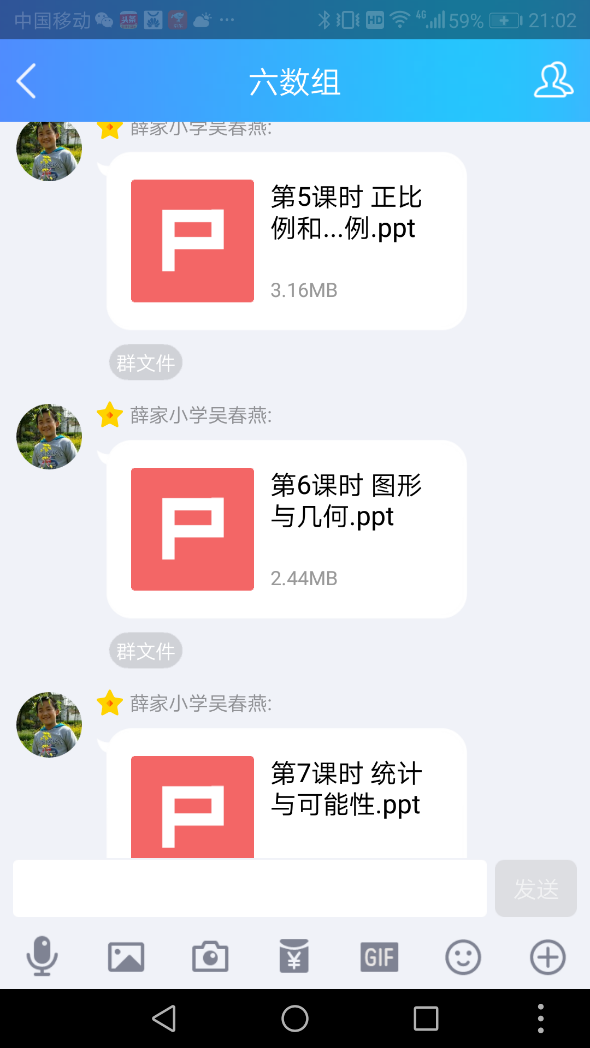 中国移动 HD 4G 59% 21:02
六数组
薛家小学吴春燕:
第5课时 正比
例和...例.ppt
3.16MB
群文件
薛家小学吴春燕:
第6课时 图形
与几何.ppt
2.44MB
群文件
薛家小学吴春燕:
第7课时 统计
与可能性.ppt
发送
GIF